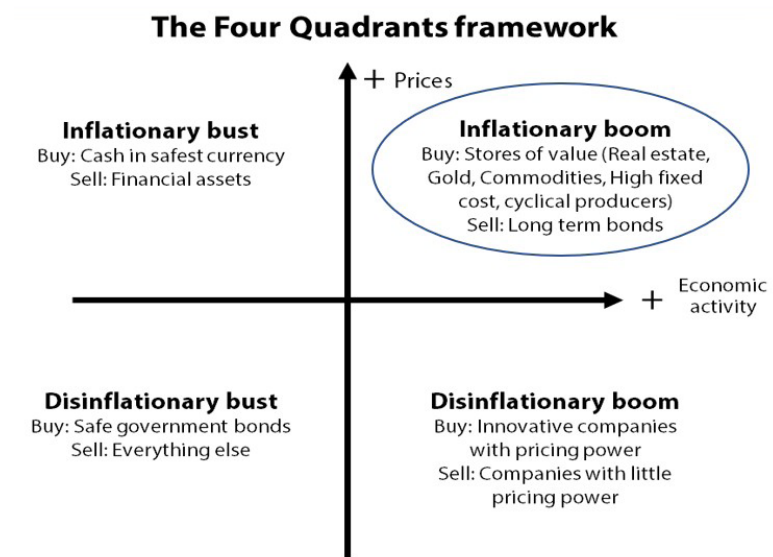 The Four Quadrants framework
+ Prices
Inflationary bust
Buy: Cash in safest currency
Sell: Financial assets
Inflationary boom
Buy: Stores of value (Real estate,
Gold, Commodities, High fixed
cost, cyclical producers)
Sell: Long term bonds
+ Economic
activity
Disinflationary bust
Buy: Safe government bonds
Sell: Everything else
Disinflationary boom
Buy: Innovative companies
with pricing power
Sell: Companies with little
pricing power